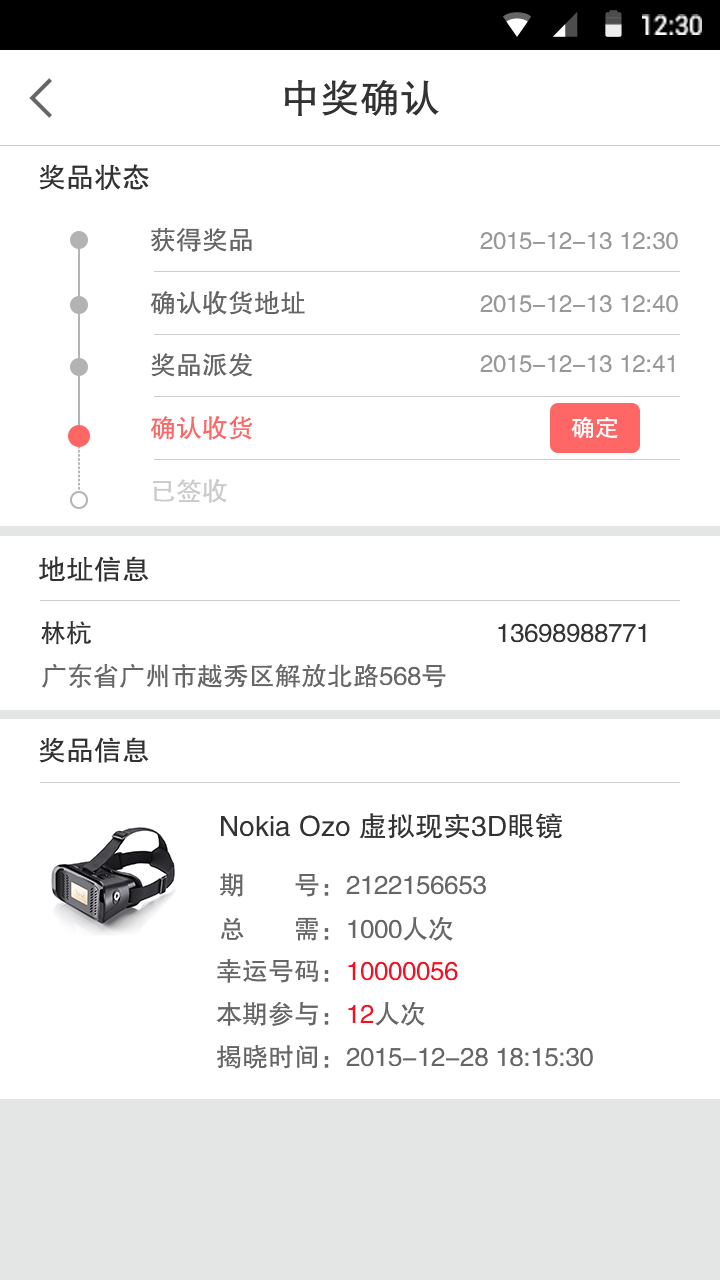 12:30
中奖确认
奖品状态
获得奖品 2015-12-13 12:30
确认收货地址 2015-12-13 12:40
奖品派发 2015-12-13 12:41
确认收货 确定
已签收
地址信息
林杭 13698988771
广东省广州市越秀区解放北路568号
奖品信息
Nokia Ozo 虚拟现实3D眼镜
期 号：2122156653
总 需：1000人次
幸运号码：10000056
本期参与：12人次
揭晓时间：2015-12-28 18:15:30